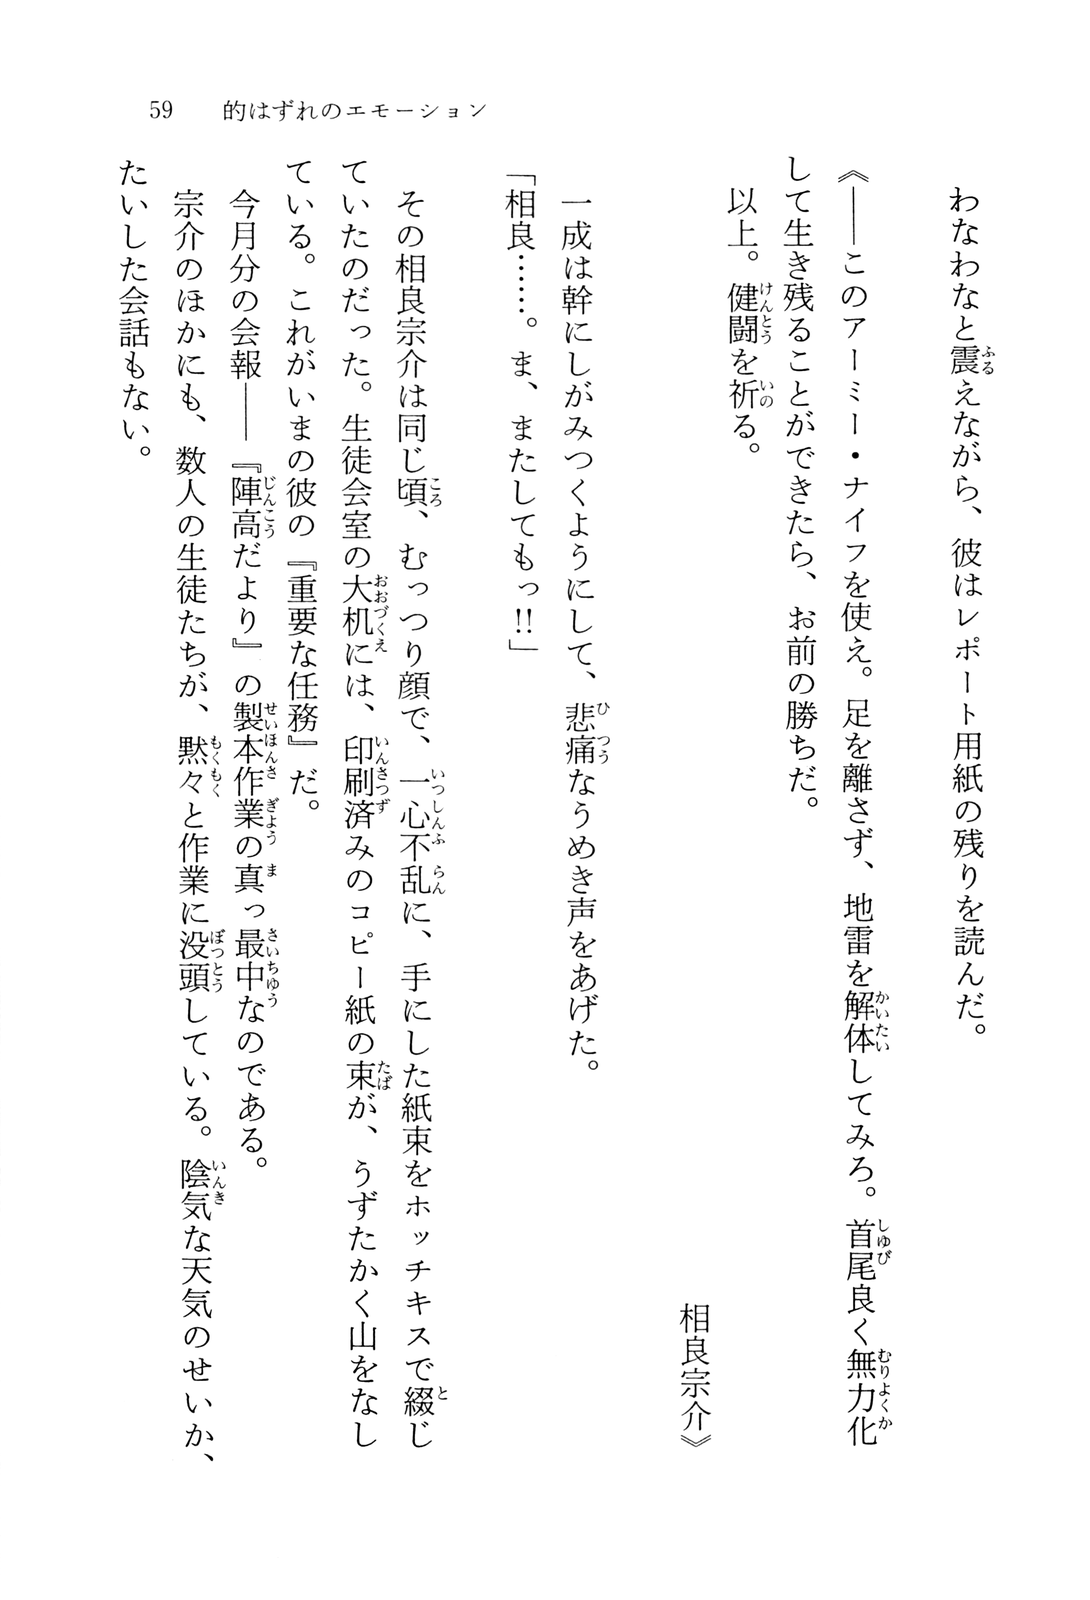 59　的はずれのエモーション
わなわなと震えながら、彼はレポート用紙の残りを読んだ。
《――このアーミー・ナイフを使え。足を離さず、地雷を解体してみろ。首尾良く無力化
して生き残ることができたら、お前の勝ちだ。
以上。健闘を祈る。
相良宗介》
一成は幹にしがみつくようにして、悲痛なうめき声をあげた。
「相良……。ま、またしてもっ!!」
その相良宗介は同じ頃、むっつり顔で、一心不乱に、手にした紙束をホッチキスで綴じ
ていたのだった。生徒会室の大机には、印刷済みのコピー紙の束が、うずたかく山をなし
ている。これがいまの彼の『重要な任務』だ。
今月分の会報――『陣高だより』の製本作業の真っ最中なのである。
宗介のほかにも、数人の生徒たちが、黙々と作業に没頭している。陰気な天気のせいか、
たいした会話もない。